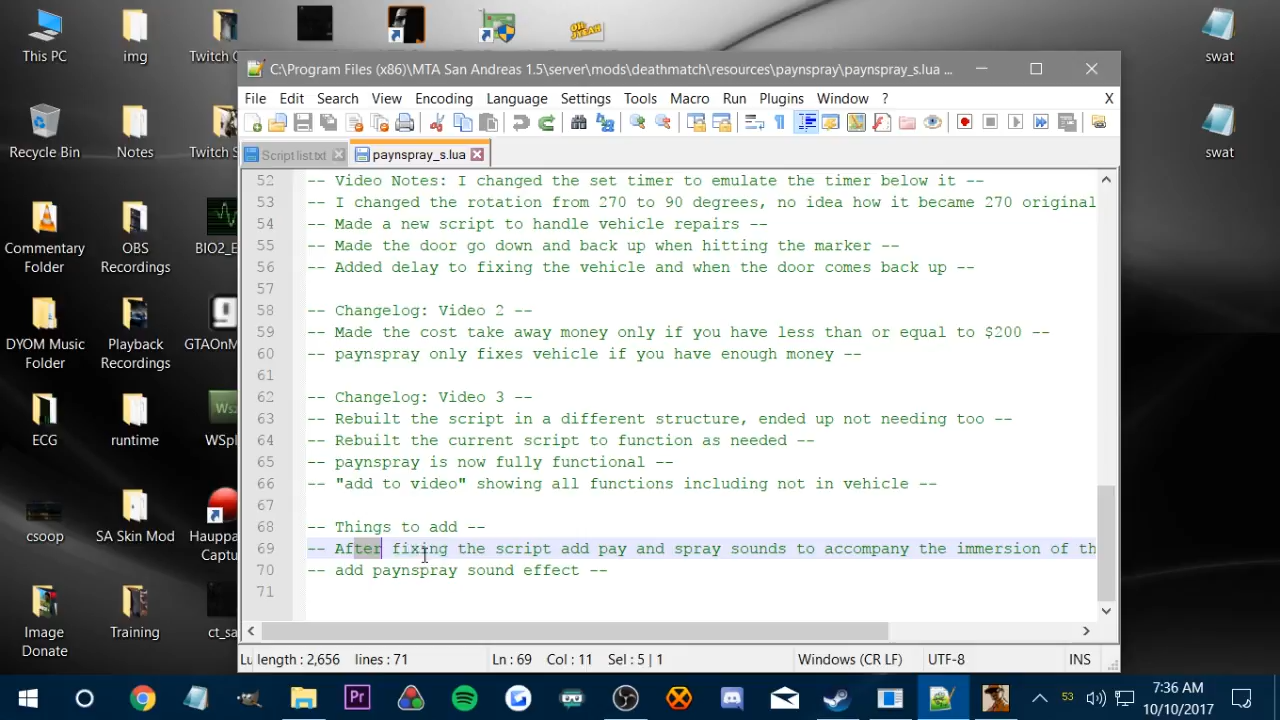 This PC
img
Twitch
swat
Recycle Bin
Notes
Twitch
swat
Commentary Folder
OBS Recordings
BIO2_E
DYOM Music Folder
Playback Recordings
GTAOnM
ECG
runtime
WSpl
csoop
SA Skin Mod
Hauppa
Captu
Image Donate
Training
ct_sa
C:\Program Files (x86)\MTA San Andreas 1.5\server\mods\deathmatch\resources\paynspray\paynspray_s.lua ...
File Edit Search View Encoding Language Settings Tools Macro Run Plugins Window ? X
Script list.txt paynspray_s.lua
52 -- Video Notes: I changed the set timer to emulate the timer below it --
53 -- I changed the rotation from 270 to 90 degrees, no idea how it became 270 original
54 -- Made a new script to handle vehicle repairs --
55 -- Made the door go down and back up when hitting the marker --
56 -- Added delay to fixing the vehicle and when the door comes back up --
57
58 -- Changelog: Video 2 --
59 -- Made the cost take away money only if you have less than or equal to $200 --
60 -- paynspray only fixes vehicle if you have enough money --
61
62 -- Changelog: Video 3 --
63 -- Rebuilt the script in a different structure, ended up not needing too --
64 -- Rebuilt the current script to function as needed --
65 -- paynspray is now fully functional --
66 -- "add to video" showing all functions including not in vehicle --
67
68 -- Things to add --
69 -- After fixing the script add pay and spray sounds to accompany the immersion of th
70 -- add paynspray sound effect --
71
Lu length : 2,656 lines : 71 Ln : 69 Col : 11 Sel : 5 | 1 Windows (CR LF) UTF-8 INS
53
7:36 AM
10/10/2017